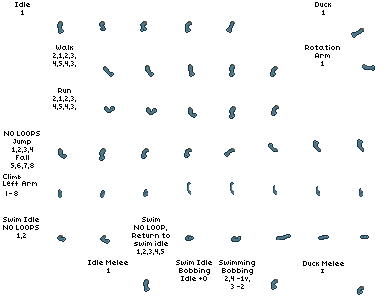 Idle
1
Duck
1
Walk
2,1,2,3,
4,5,4,3,
Rotation
Arm
1
Run
2,1,2,3,
4,5,4,3,
NO LOOPS
Jump
1,2,3,4
Fall
5,6,7,8
Climb
Left Arm
1-8
Swim Idle
NO LOOPS
1,2
Swim
NO LOOP,
Return to
swim idle
1,2,3,4,5
Swim Idle
Bobbing
Idle +0
Swimming
Bobbing
2,4 -1v,
3 -2
Idle Melee
1
Duck Melee
1